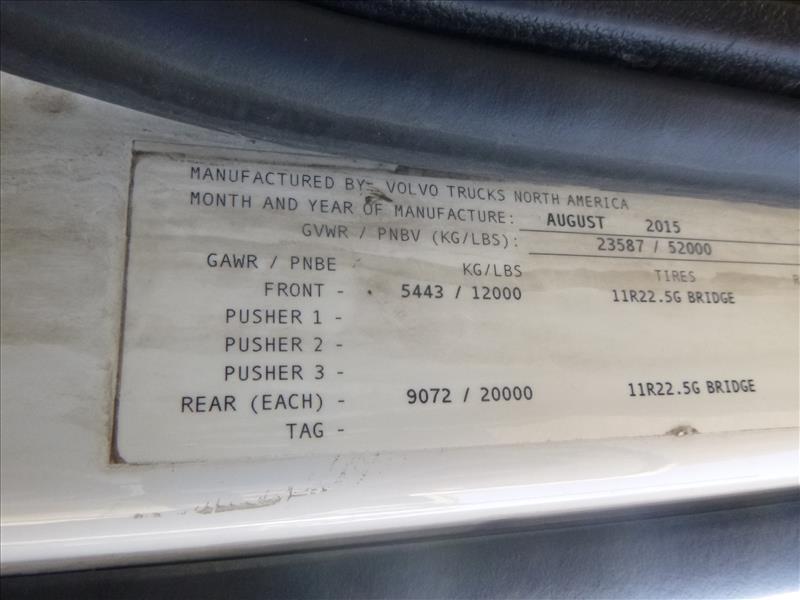 MANUFACTURED BY- VOLVO TRUCKS NORTH AMERICA
MONTH AND YEAR OF MANUFACTURE: AUGUST 2015
GVWR / PNBV (KG/LBS): 23587 / 52000
GAWR / PNBE KG/LBS TIRES
FRONT - 5443 / 12000 11R22.5G BRIDGE
PUSHER 1 -
PUSHER 2 -
PUSHER 3 -
REAR (EACH) - 9072 / 20000 11R22.5G BRIDGE
TAG -